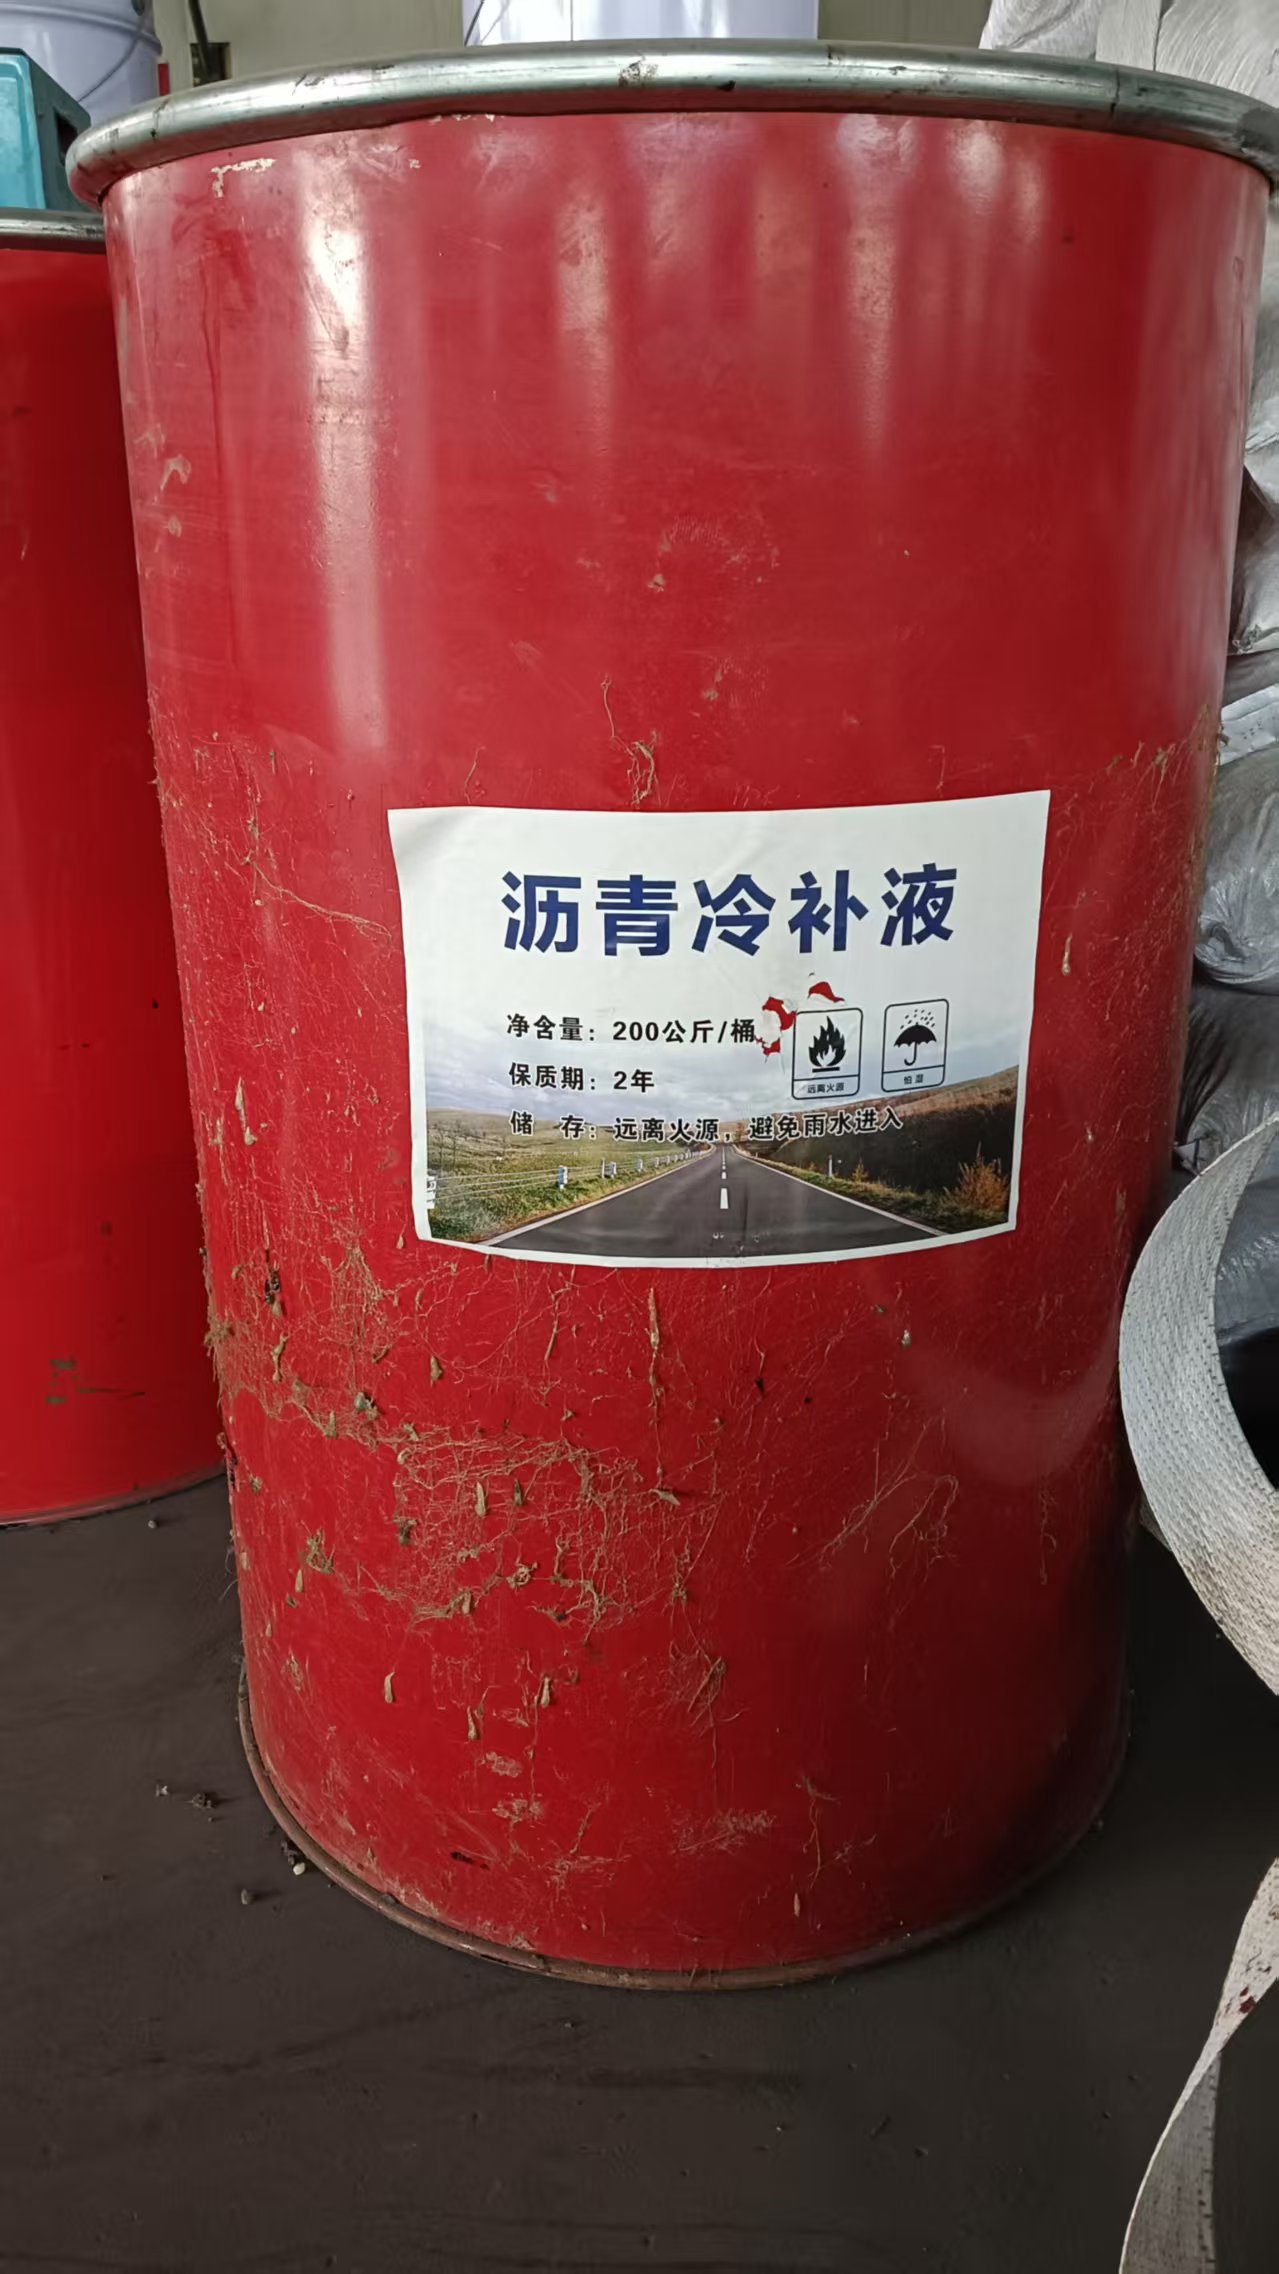 沥青冷补液
净含量：200公斤/桶
保质期：2年
储 存：远离火源，避免雨水进入
远离火源
怕湿